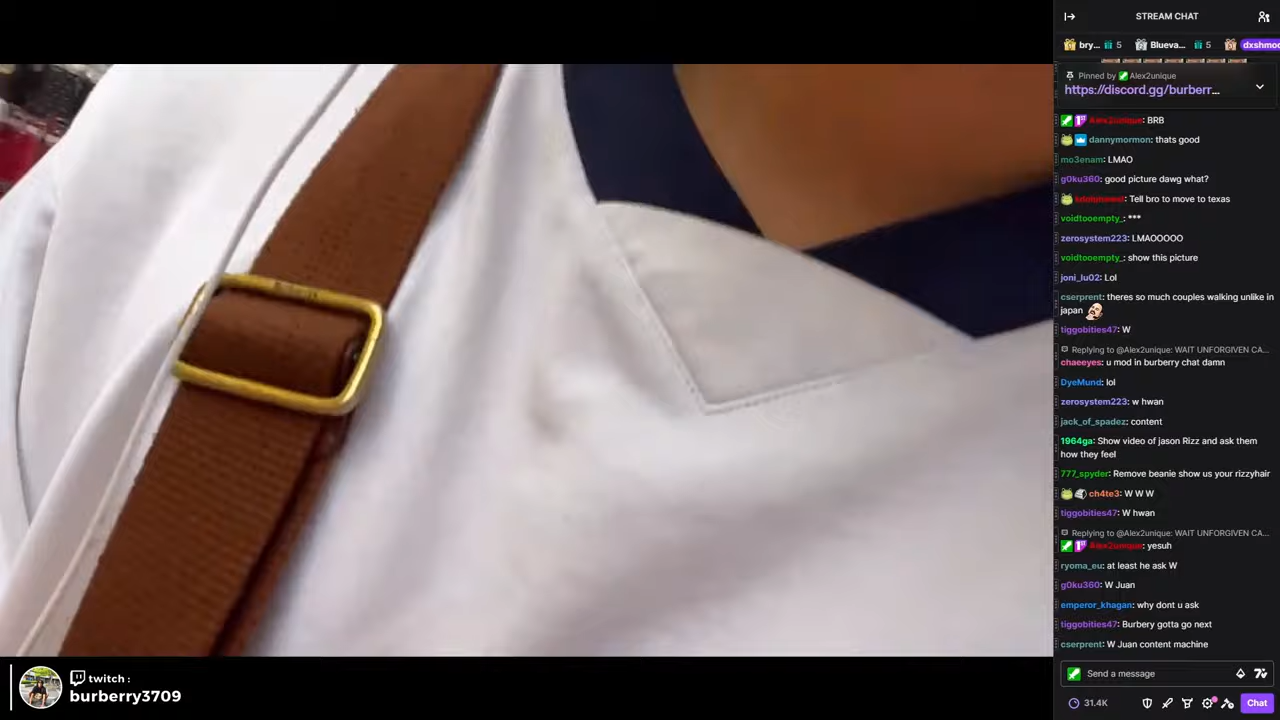 STREAM CHAT
bry... 5 Blueva... 5 dxshmoc
Pinned by Alex2unique
https://discord.gg/burberr...
Alex2unique: BRB
dannymormon: thats good
mo3enam: LMAO
g0ku360: good picture dawg what?
Tell bro to move to texas
voidtooempty_: ***
zerosystem223: LMAOOOOO
voidtooempty_: show this picture
joni_lu02: Lol
cserprent: theres so much couples walking unlike in
japan
tiggobities47: W
Replying to @Alex2unique: WAIT UNFORGIVEN CA...
chaeeyes: u mod in burberry chat damn
DyeMund: lol
zerosystem223: w hwan
jack_of_spadez: content
1964ga: Show video of jason Rizz and ask them
how they feel
777_spyder: Remove beanie show us your rizzyhair
ch4te3: W W W
tiggobities47: W hwan
Replying to @Alex2unique: WAIT UNFORGIVEN CA...
Alex2unique: yesuh
ryoma_eu: at least he ask W
g0ku360: W Juan
emperor_khagan: why dont u ask
tiggobities47: Burbery gotta go next
cserprent: W Juan content machine
Send a message
31.4K Chat
twitch :
burberry3709